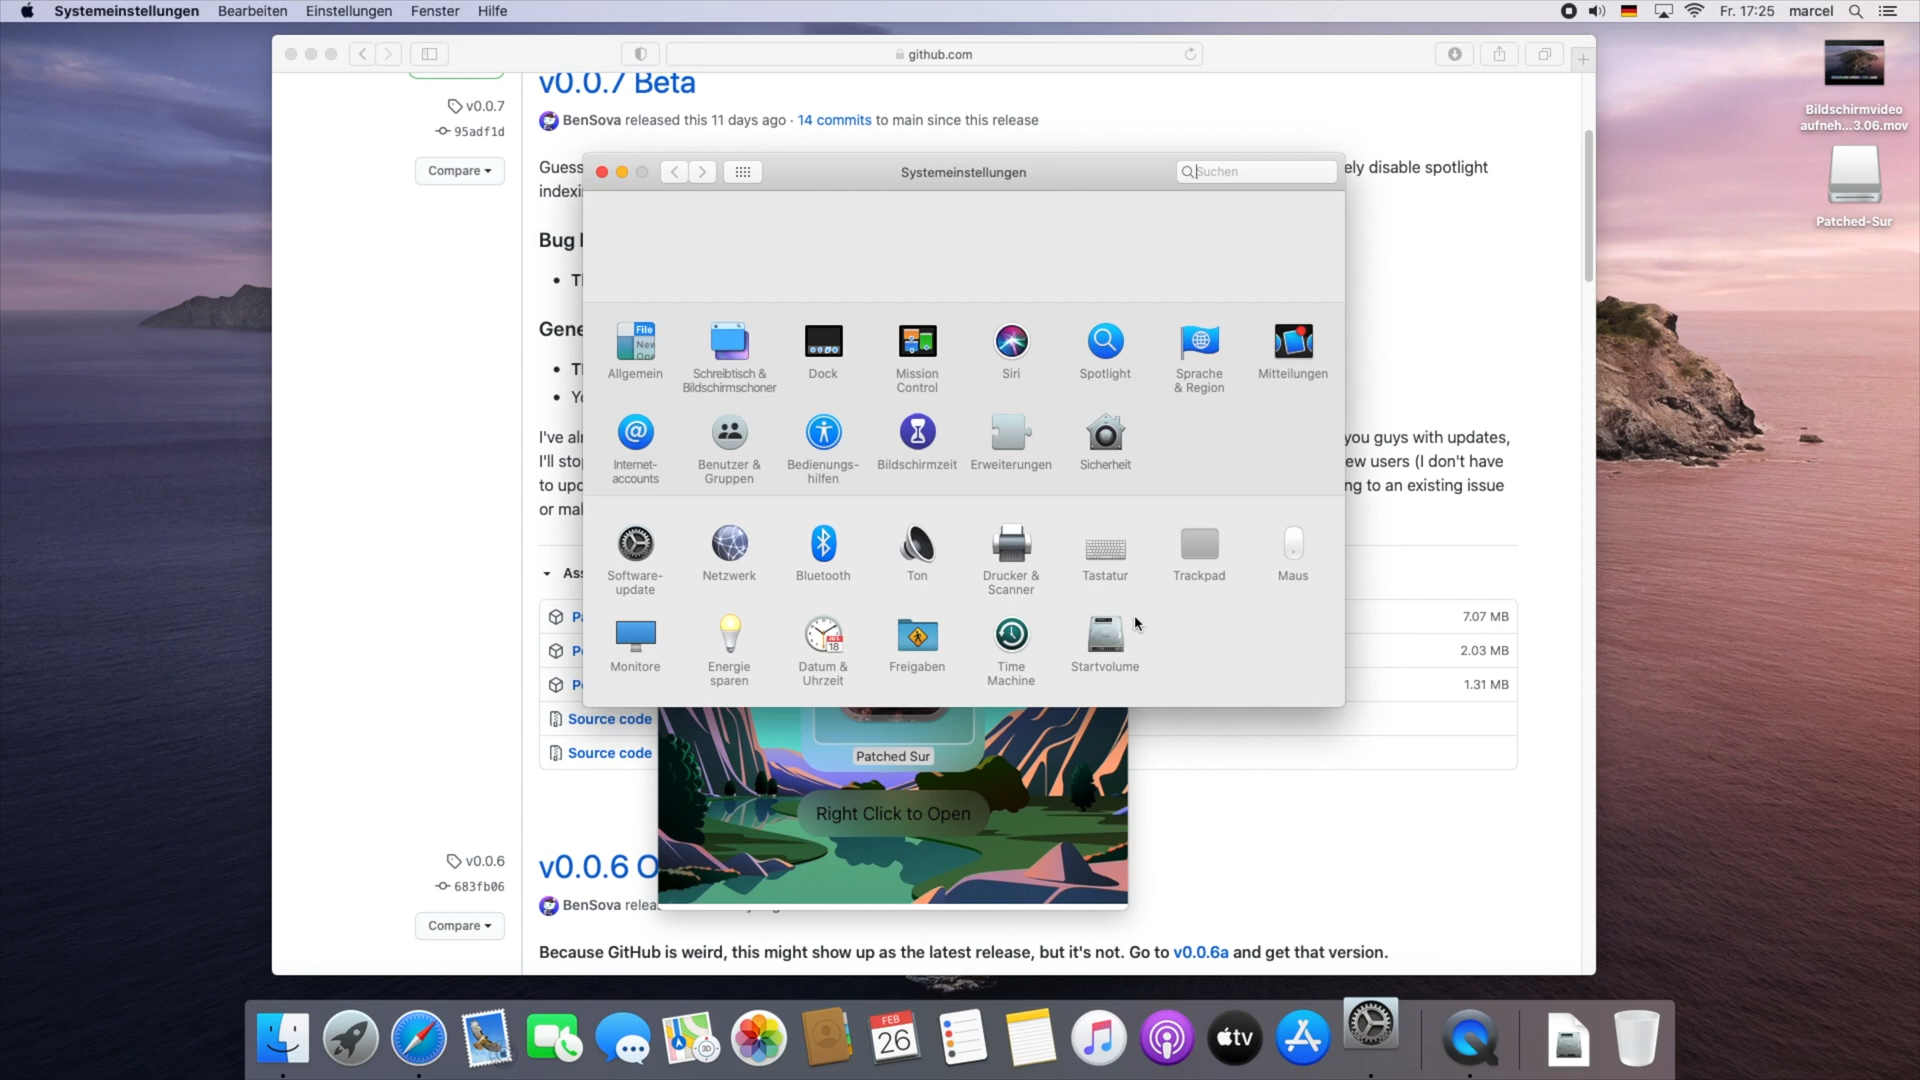 Systemeinstellungen Bearbeiten Einstellungen Fenster Hilfe
Fr. 17:25 marcel
github.com
v0.0.7 Beta
v0.0.7
95adf1d
Compare
BenSova released this 11 days ago · 14 commits to main since this release
Guess
ely disable spotlight
indexi
Systemeinstellungen
Suchen
Bug
Gene
I've al
you guys with updates,
I'll sto
ew users (I don't have
to upd
ng to an existing issue
or mal
File
New
Ope
Allgemein
Schreibtisch &
Bildschirmschoner
Dock
Mission
Control
Siri
Spotlight
Sprache
& Region
Mitteilungen
Internet-
accounts
Benutzer &
Gruppen
Bedienungs-
hilfen
Bildschirmzeit
Erweiterungen
Sicherheit
Software-
update
Netzwerk
Bluetooth
Ton
Drucker &
Scanner
Tastatur
Trackpad
Maus
Monitore
Energie
sparen
18
Datum &
Uhrzeit
Freigaben
Time
Machine
Startvolume
Ass
7.07 MB
2.03 MB
1.31 MB
Source code
Source code
Patched Sur
Right Click to Open
v0.0.6
683fb06
Compare
v0.0.6 O
BenSova relea
Because GitHub is weird, this might show up as the latest release, but it's not. Go to v0.0.6a and get that version.
Bildschirmvideo
aufneh...3.06.mov
Patched-Sur
3D
FEB
26
tv